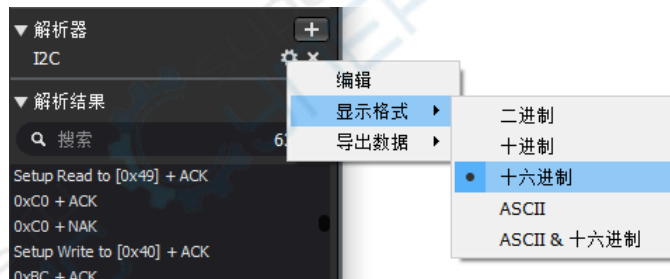 ▼ 解析器 +
I2C
编辑
▼ 解析结果
显示格式
二进制
搜索
导出数据
十进制
Setup Read to [0x49] + ACK
十六进制
0xC0 + ACK
ASCII
0xC0 + NAK
ASCII & 十六进制
Setup Write to [0x40] + ACK
0xBC + ACK